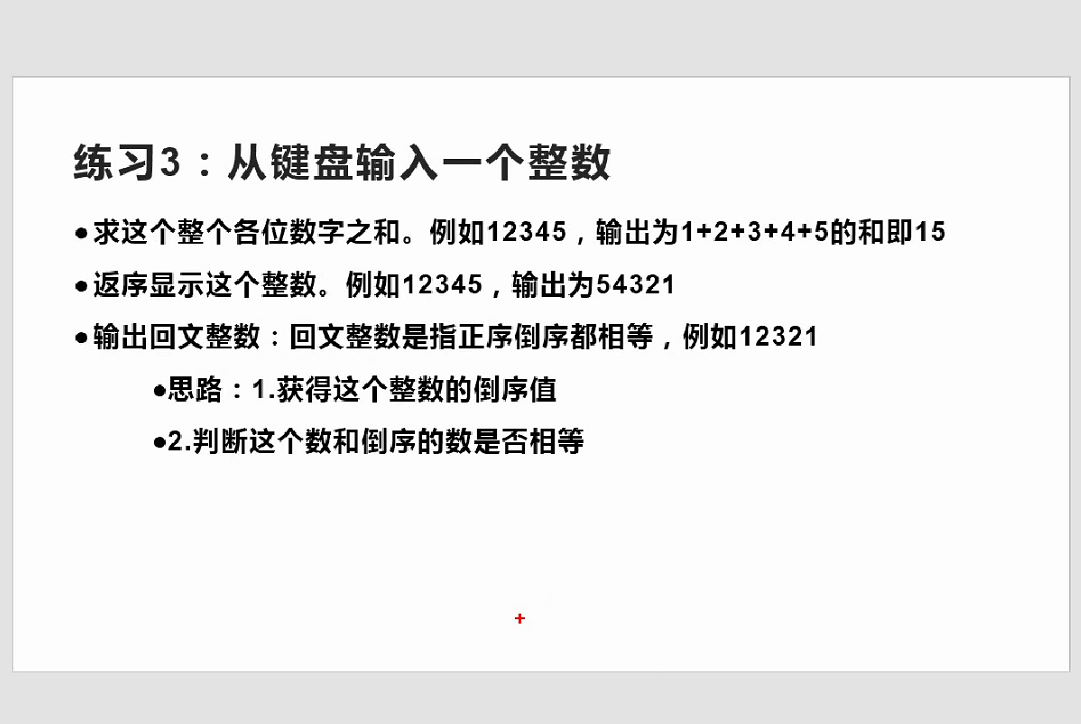 练习3：从键盘输入一个整数
●求这个整个各位数字之和。例如12345，输出为1+2+3+4+5的和即15
●返序显示这个整数。例如12345，输出为54321
●输出回文整数：回文整数是指正序倒序都相等，例如12321
●思路：1.获得这个整数的倒序值
●2.判断这个数和倒序的数是否相等